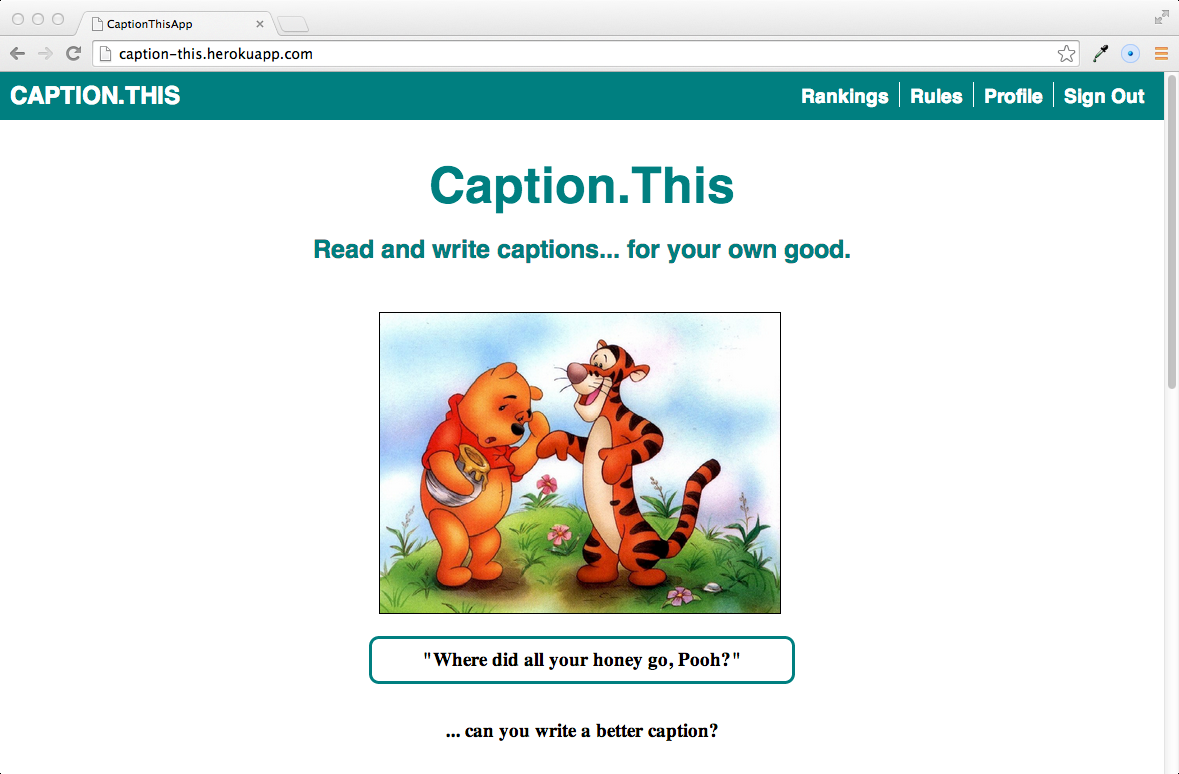 CaptionThisApp
caption-this.herokuapp.com
CAPTION.THIS
Rankings
Rules
Profile
Sign Out
Caption.This
Read and write captions... for your own good.
"Where did all your honey go, Pooh?"
... can you write a better caption?